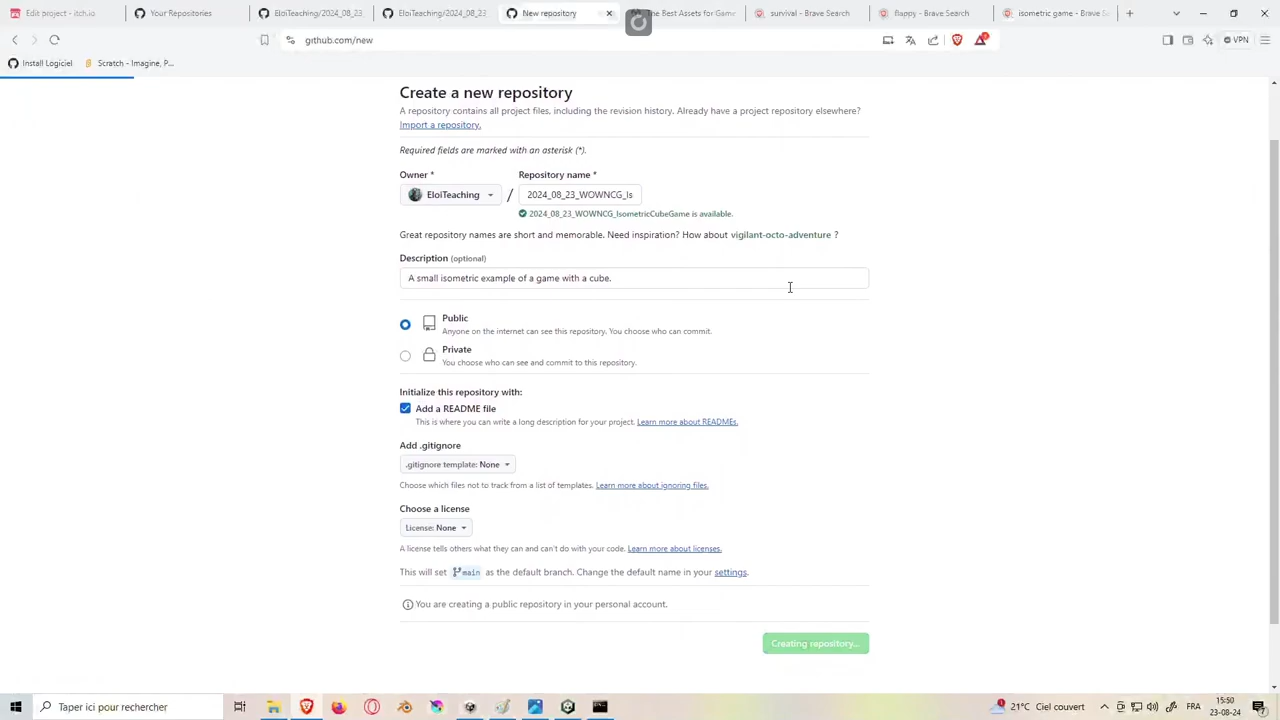 Edit project - itch.io
Your Repositories
EloiTeaching/2024_08_23
EloiTeaching/2024_08_23
New repository
The Best Assets for Game
survival - Brave Search
flappy - Brave Search
isometric game - Brave Se
github.com/new
VPN
Install Logiciel
Scratch - Imagine, P...
Create a new repository
A repository contains all project files, including the revision history. Already have a project repository elsewhere?
Import a repository.
Required fields are marked with an asterisk (*).
Owner * Repository name *
EloiTeaching / 2024_08_23_WOWNCG_Is
2024_08_23_WOWNCG_IsometricCubeGame is available.
Great repository names are short and memorable. Need inspiration? How about vigilant-octo-adventure ?
Description (optional)
A small isometric example of a game with a cube.
Public
Anyone on the internet can see this repository. You choose who can commit.
Private
You choose who can see and commit to this repository.
Initialize this repository with:
Add a README file
This is where you can write a long description for your project. Learn more about READMEs.
Add .gitignore
.gitignore template: None
Choose which files not to track from a list of templates. Learn more about ignoring files.
Choose a license
License: None
A license tells others what they can and can't do with your code. Learn more about licenses.
This will set main as the default branch. Change the default name in your settings.
You are creating a public repository in your personal account.
Creating repository...
Taper ici pour rechercher
21°C Ciel couvert
FRA
15:50
23-08-24